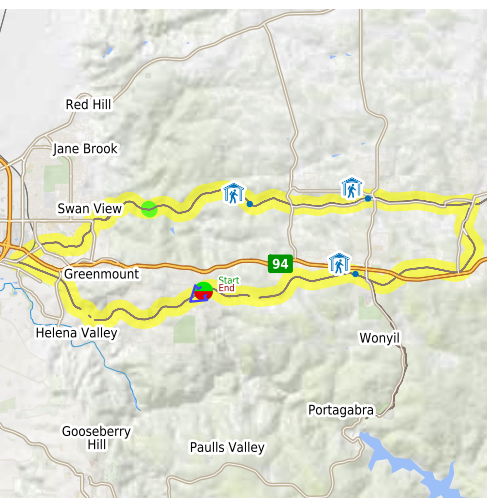 Red Hill
Jane Brook
Swan View
94
Greenmount
Start
End
Helena Valley
Wonyil
Portagabra
Gooseberry
Hill
Paulls Valley